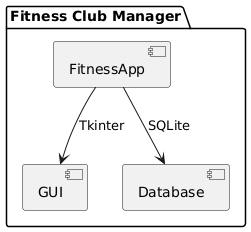 Fitness Club Manager
FitnessApp
Tkinter
SQLite
GUI
Database